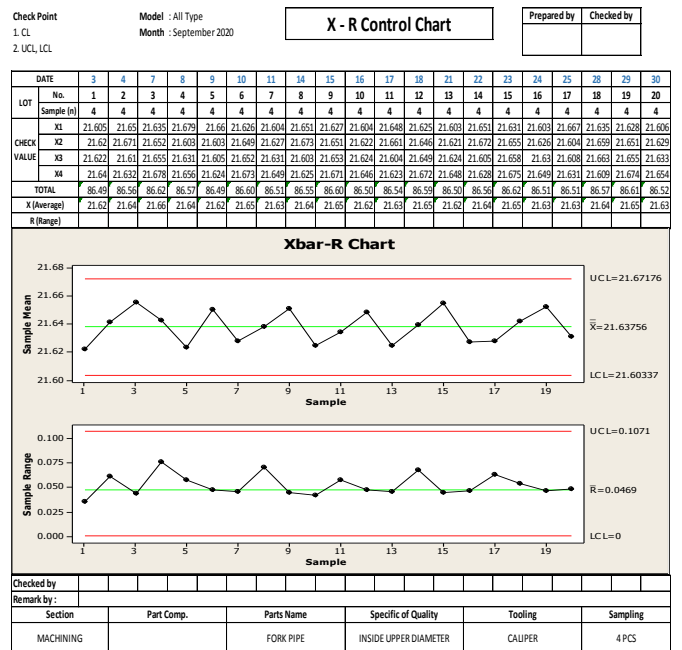 Check Point
1. CL
2. UCL, LCL
Model : All Type
Month : September 2020
X - R Control Chart
Prepared by Checked by
DATE 3 4 7 8 9 10 11 14 15 16 17 18 21 22 23 24 25 28 29 30
LOT No. 1 2 3 4 5 6 7 8 9 10 11 12 13 14 15 16 17 18 19 20
Sample (n) 4 4 4 4 4 4 4 4 4 4 4 4 4 4 4 4 4 4 4 4
CHECK VALUE
X1 21.605 21.65 21.635 21.679 21.66 21.626 21.604 21.651 21.627 21.604 21.648 21.625 21.603 21.651 21.631 21.603 21.667 21.635 21.628 21.606
X2 21.62 21.671 21.652 21.603 21.603 21.649 21.627 21.673 21.651 21.622 21.661 21.646 21.621 21.672 21.655 21.626 21.604 21.659 21.651 21.629
X3 21.622 21.61 21.655 21.631 21.605 21.652 21.631 21.603 21.653 21.624 21.604 21.649 21.624 21.605 21.658 21.63 21.608 21.663 21.655 21.633
X4 21.64 21.632 21.678 21.656 21.624 21.673 21.649 21.625 21.671 21.646 21.623 21.672 21.648 21.628 21.675 21.649 21.631 21.609 21.674 21.654
TOTAL 86.49 86.56 86.62 86.57 86.49 86.60 86.51 86.55 86.60 86.50 86.54 86.59 86.50 86.56 86.62 86.51 86.51 86.57 86.61 86.52
X (Average) 21.62 21.64 21.66 21.64 21.62 21.65 21.63 21.64 21.65 21.62 21.63 21.65 21.62 21.64 21.65 21.63 21.63 21.64 21.65 21.63
R (Range)
Xbar-R Chart
Sample Mean
21.68
21.66
21.64
21.62
21.60
UCL=21.67176
X=21.63756
LCL=21.60337
1 3 5 7 9 11 13 15 17 19
Sample
Sample Range
0.100
0.075
0.050
0.025
0.000
UCL=0.1071
R=0.0469
LCL=0
1 3 5 7 9 11 13 15 17 19
Sample
Checked by
Remark by :
Section Part Comp. Parts Name Specific of Quality Tooling Sampling
MACHINING FORK PIPE INSIDE UPPER DIAMETER CALIPER 4 PCS